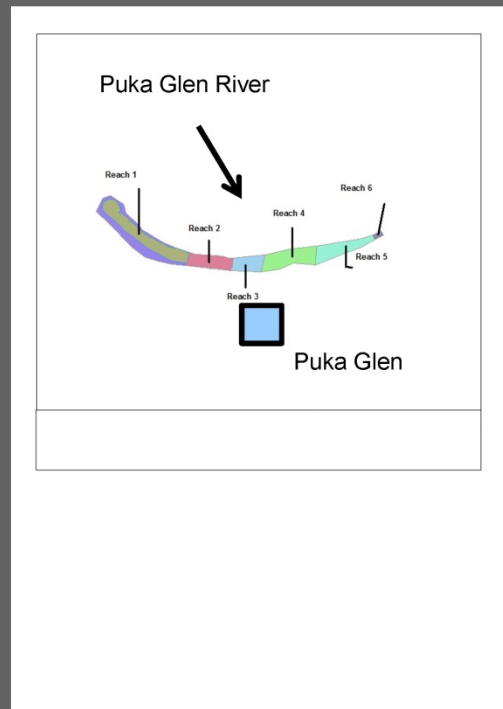 Puka Glen River
Reach 1
Reach 6
Reach 4
Reach 2
Reach 5
Reach 3
Puka Glen